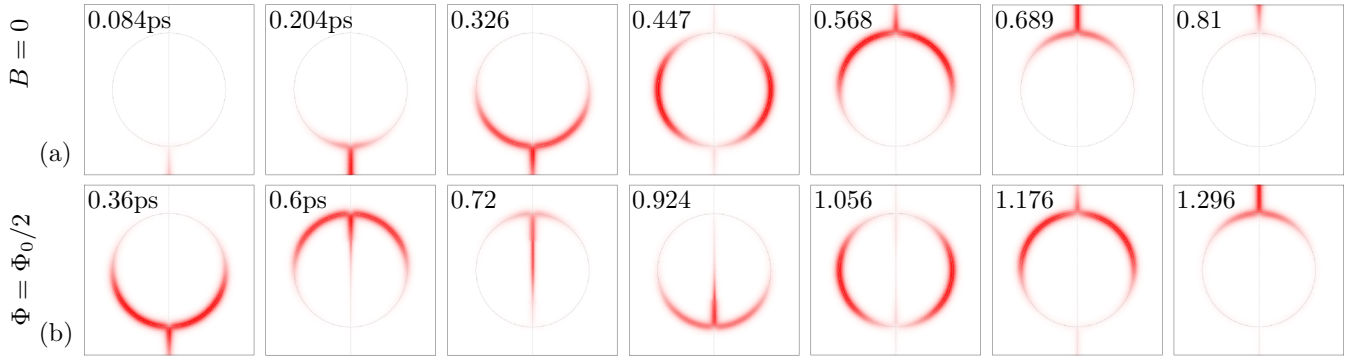 B = 0
0.084ps 0.204ps 0.326 0.447 0.568 0.689 0.81
(a)
Φ = Φ₀/2
0.36ps 0.6ps 0.72 0.924 1.056 1.176 1.296
(b)